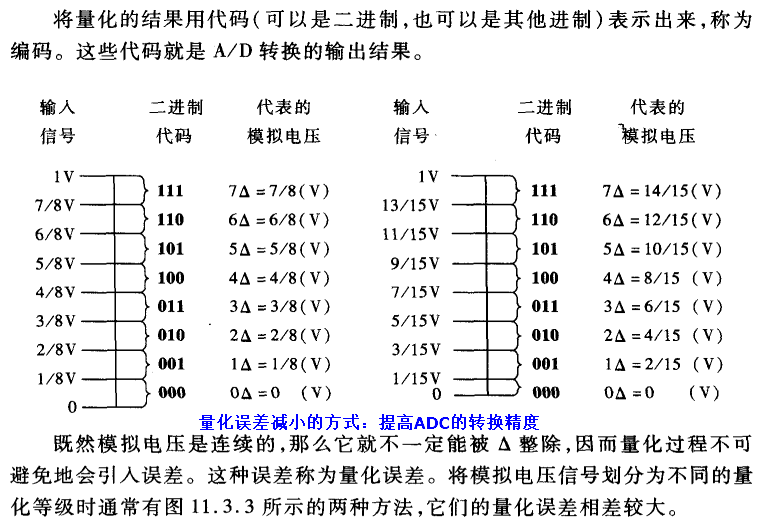 将量化的结果用代码(可以是二进制,也可以是其他进制)表示出来,称为
编码。这些代码就是 A/D 转换的输出结果。
输入 二进制 代表的 输入 二进制 代表的
信号 代码 模拟电压 信号 代码 模拟电压
1V 1V
111 7Δ=7/8(V) 111 7Δ=14/15(V)
7/8V 13/15V
110 6Δ=6/8(V) 110 6Δ=12/15(V)
6/8V 11/15V
101 5Δ=5/8(V) 101 5Δ=10/15(V)
5/8V 9/15V
100 4Δ=4/8(V) 100 4Δ=8/15 (V)
4/8V 7/15V
011 3Δ=3/8(V) 011 3Δ=6/15 (V)
3/8V 5/15V
010 2Δ=2/8(V) 010 2Δ=4/15 (V)
2/8V 3/15V
001 1Δ=1/8(V) 001 1Δ=2/15 (V)
1/8V 1/15V
000 0Δ=0 (V) 000 0Δ=0 (V)
0 0
量化误差减小的方式：提高ADC的转换精度
既然模拟电压是连续的,那么它就不一定能被 Δ 整除,因而量化过程不可
避免地会引入误差。这种误差称为量化误差。将模拟电压信号划分为不同的量
化等级时通常有图 11.3.3 所示的两种方法,它们的量化误差相差较大。